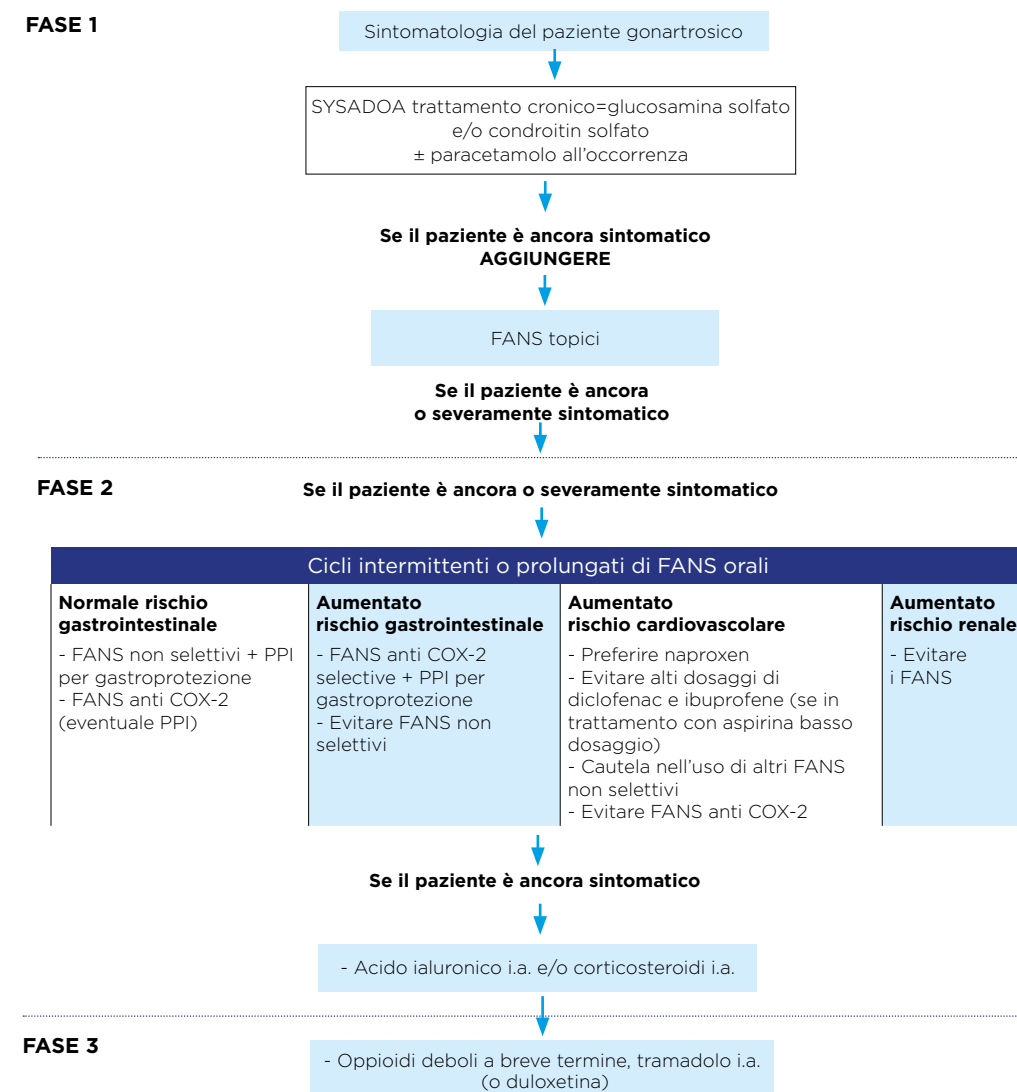 FASE 1
Sintomatologia del paziente gonartrosico
SYSADOA trattamento cronico=glucosamina solfato
e/o condroitin solfato
± paracetamolo all'occorrenza
Se il paziente è ancora sintomatico
AGGIUNGERE
FANS topici
Se il paziente è ancora
o severamente sintomatico
FASE 2
Se il paziente è ancora o severamente sintomatico
Cicli intermittenti o prolungati di FANS orali
Normale rischio
gastrointestinale
- FANS non selettivi + PPI
per gastroprotezione
- FANS anti COX-2
(eventuale PPI)
Aumentato
rischio gastrointestinale
- FANS anti COX-2
selective + PPI per
gastroprotezione
- Evitare FANS non
selettivi
Aumentato
rischio cardiovascolare
- Preferire naproxen
- Evitare alti dosaggi di
diclofenac e ibuprofene (se in
trattamento con aspirina basso
dosaggio)
- Cautela nell'uso di altri FANS
non selettivi
- Evitare FANS anti COX-2
Aumentato
rischio renale
- Evitare
i FANS
Se il paziente è ancora sintomatico
- Acido ialuronico i.a. e/o corticosteroidi i.a.
FASE 3
- Oppioidi deboli a breve termine, tramadolo i.a.
(o duloxetina)